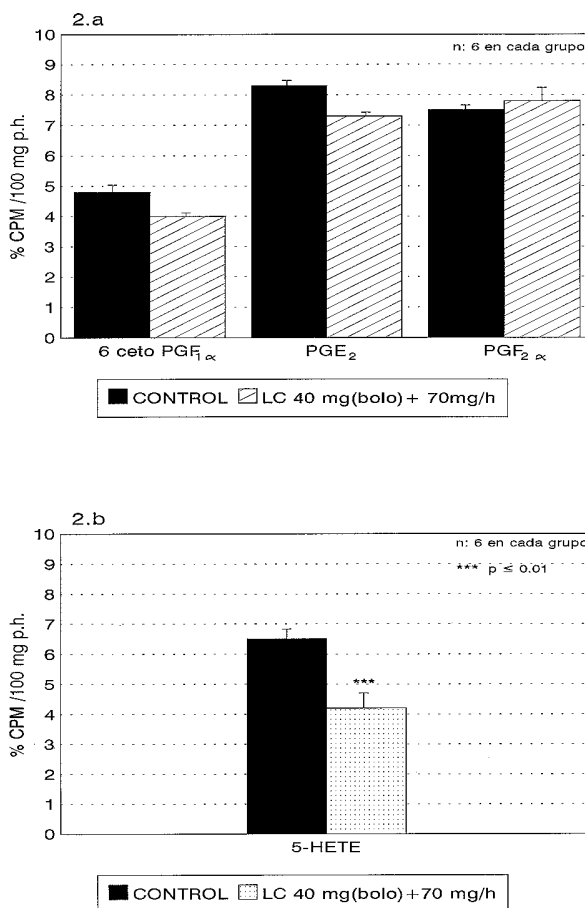 2.a
n: 6 en cada grupo
% CPM /100 mg p.h.
10
9
8
7
6
5
4
3
2
1
0
6 ceto PGF1α PGE2 PGF2α
CONTROL LC 40 mg(bolo)+ 70mg/h
2.b
n: 6 en cada grupo
*** p ≤ 0.01
% CPM /100 mg p.h.
10
9
8
7
6
5
4
3
2
1
0
***
5-HETE
CONTROL LC 40 mg(bolo)+70 mg/h